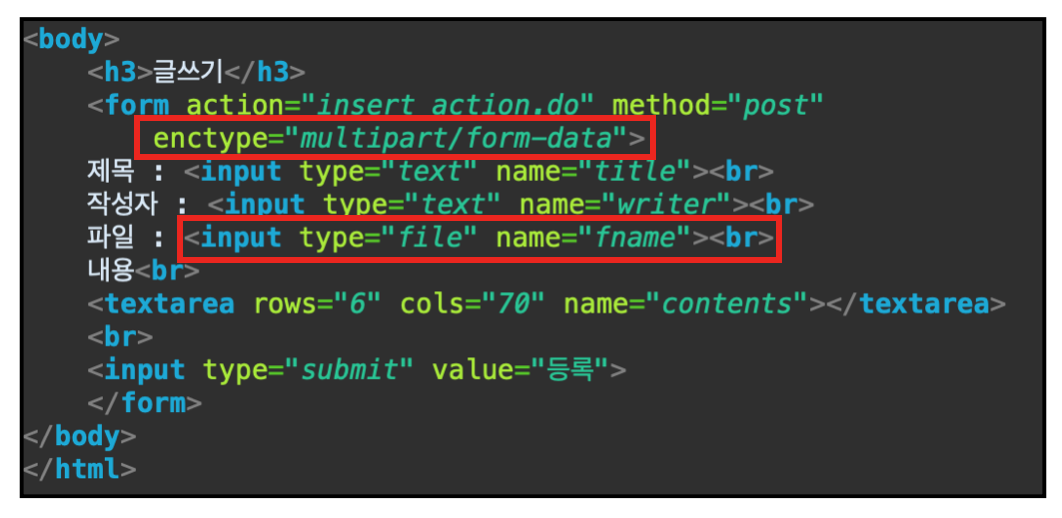 <body>
<h3>글쓰기</h3>
<form action="insert_action.do" method="post"
enctype="multipart/form-data">
제목 : <input type="text" name="title"><br>
작성자 : <input type="text" name="writer"><br>
파일 : <input type="file" name="fname"><br>
내용<br>
<textarea rows="6" cols="70" name="contents"></textarea>
<br>
<input type="submit" value="등록">
</form>
</body>
</html>